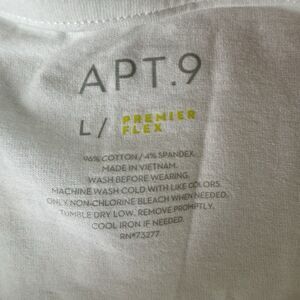 APT.9
L/ PREMIER
FLEX
96% COTTON / 4% SPANDEX.
MADE IN VIETNAM.
WASH BEFORE WEARING.
MACHINE WASH COLD WITH LIKE COLORS.
ONLY NON-CHLORINE BLEACH WHEN NEEDED.
TUMBLE DRY LOW. REMOVE PROMPTLY.
COOL IRON IF NEEDED.
RN#73277